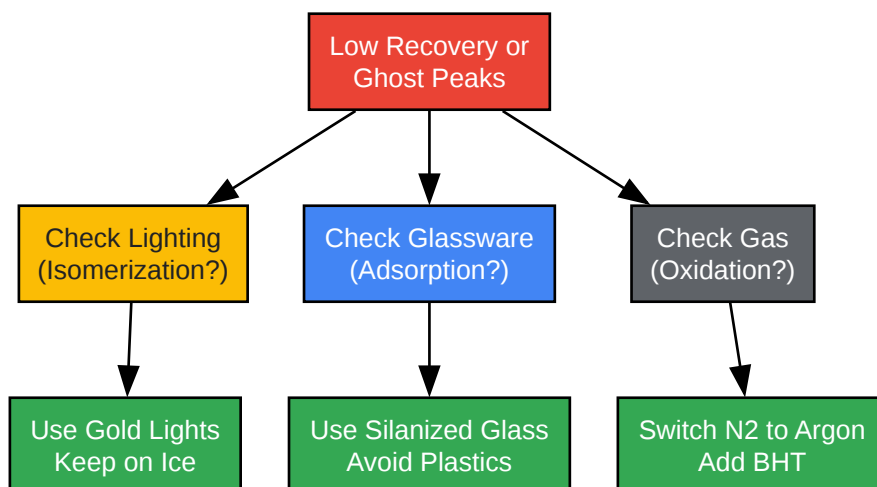 Low Recovery or
Ghost Peaks
Check Lighting
(Isomerization?)
Check Glassware
(Adsorption?)
Check Gas
(Oxidation?)
Use Gold Lights
Keep on Ice
Use Silanized Glass
Avoid Plastics
Switch N2 to Argon
Add BHT